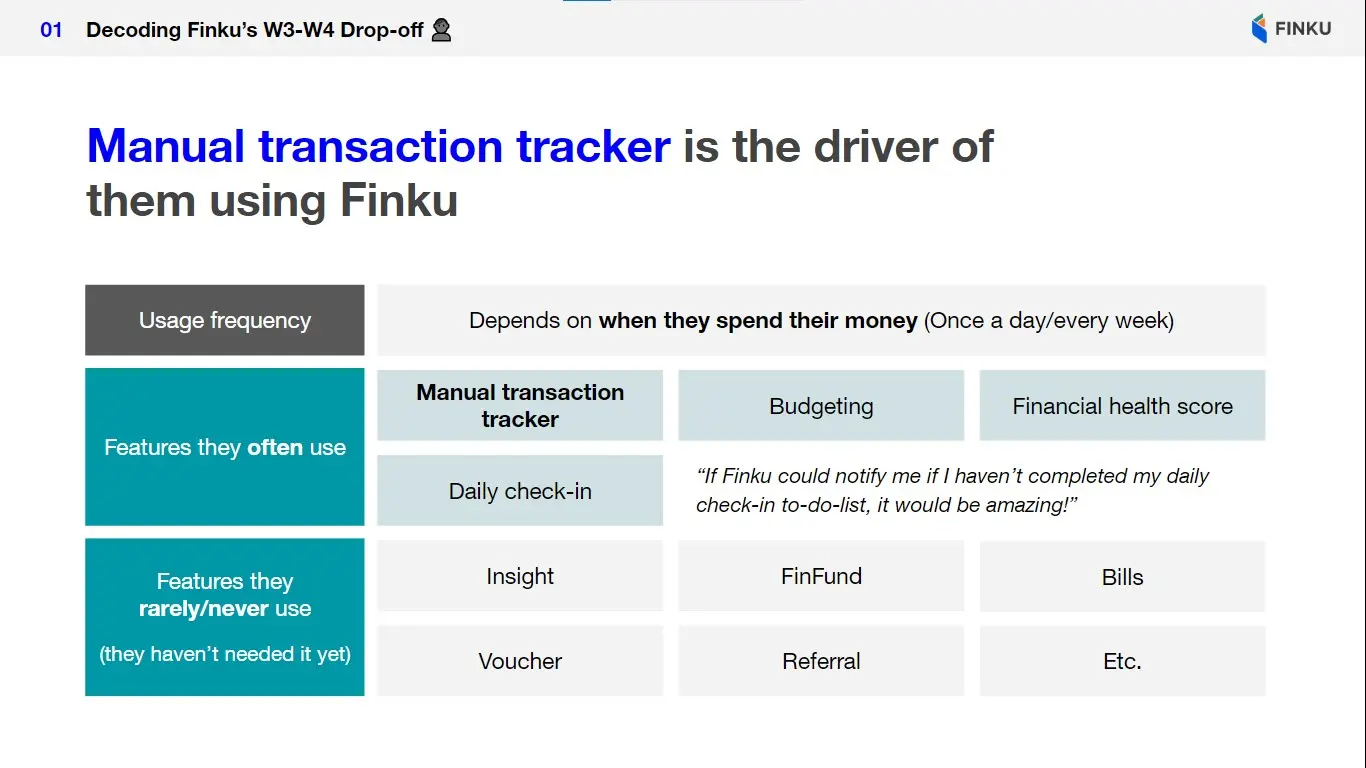 01 Decoding Finku’s W3-W4 Drop-off
FINKU
Manual transaction tracker is the driver of
them using Finku
Usage frequency
Depends on when they spend their money (Once a day/every week)
Features they often use
Manual transaction
tracker
Budgeting
Financial health score
Daily check-in
“If Finku could notify me if I haven’t completed my daily
check-in to-do-list, it would be amazing!”
Features they
rarely/never use
(they haven’t needed it yet)
Insight
FinFund
Bills
Voucher
Referral
Etc.